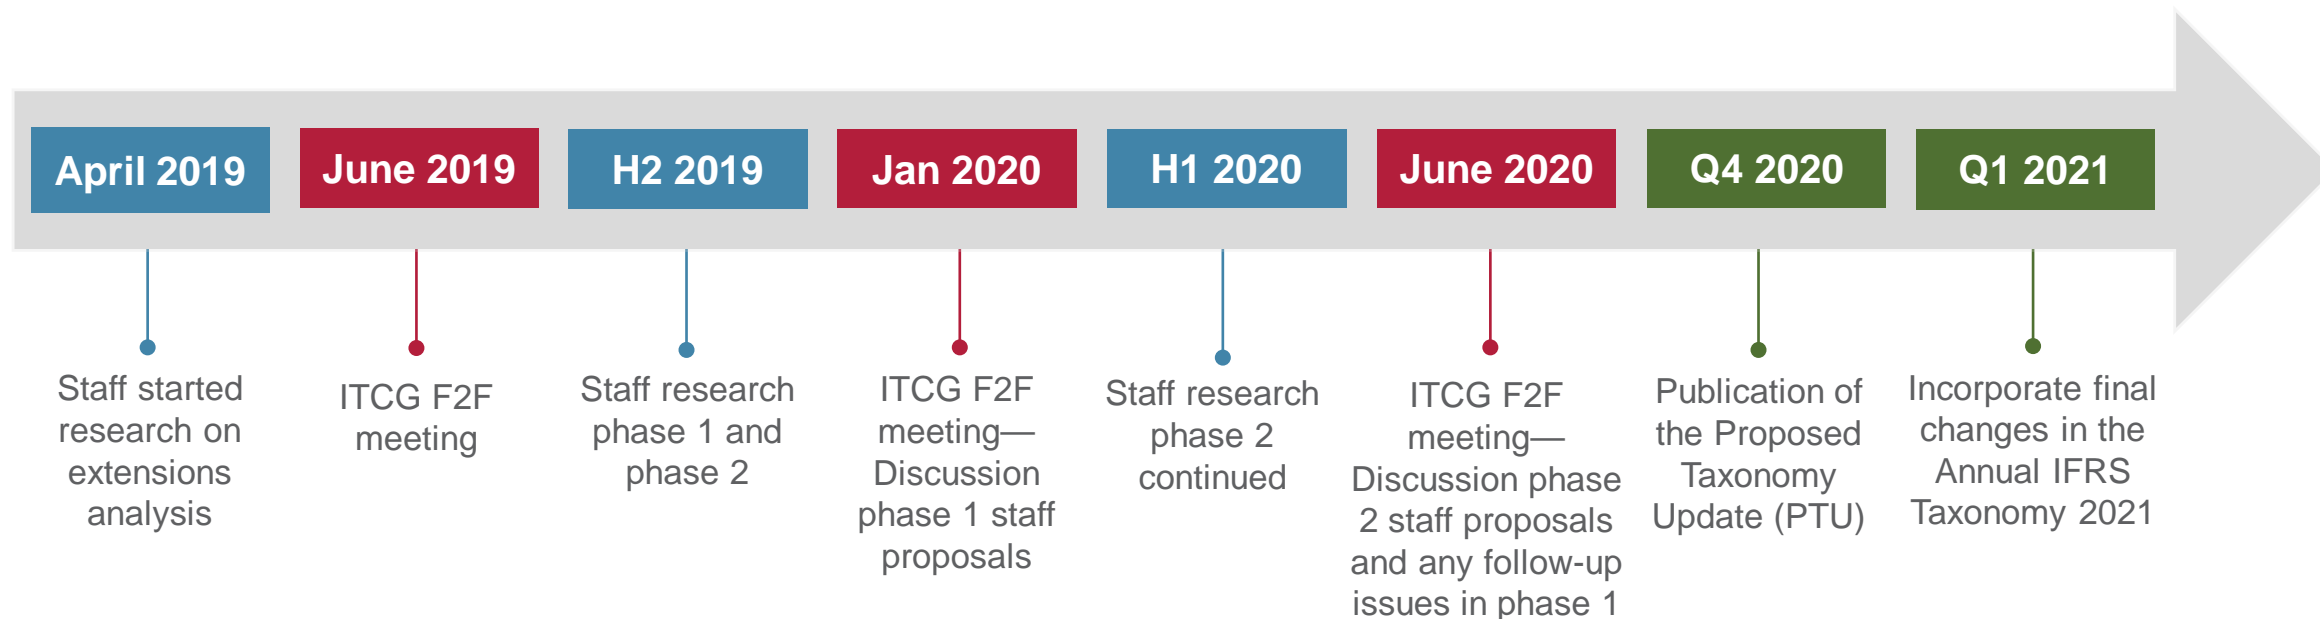 April 2019
June 2019
H2 2019
Jan 2020
H1 2020
June 2020
Q4 2020
Q1 2021
Staff started
research on
extensions
analysis
ITCG F2F
meeting
Staff research
phase 1 and
phase 2
ITCG F2F
meeting—
Discussion
phase 1 staff
proposals
Staff research
phase 2
continued
ITCG F2F
meeting—
Discussion phase
2 staff proposals
and any follow-up
issues in phase 1
Publication of
the Proposed
Taxonomy
Update (PTU)
Incorporate final
changes in the
Annual IFRS
Taxonomy 2021